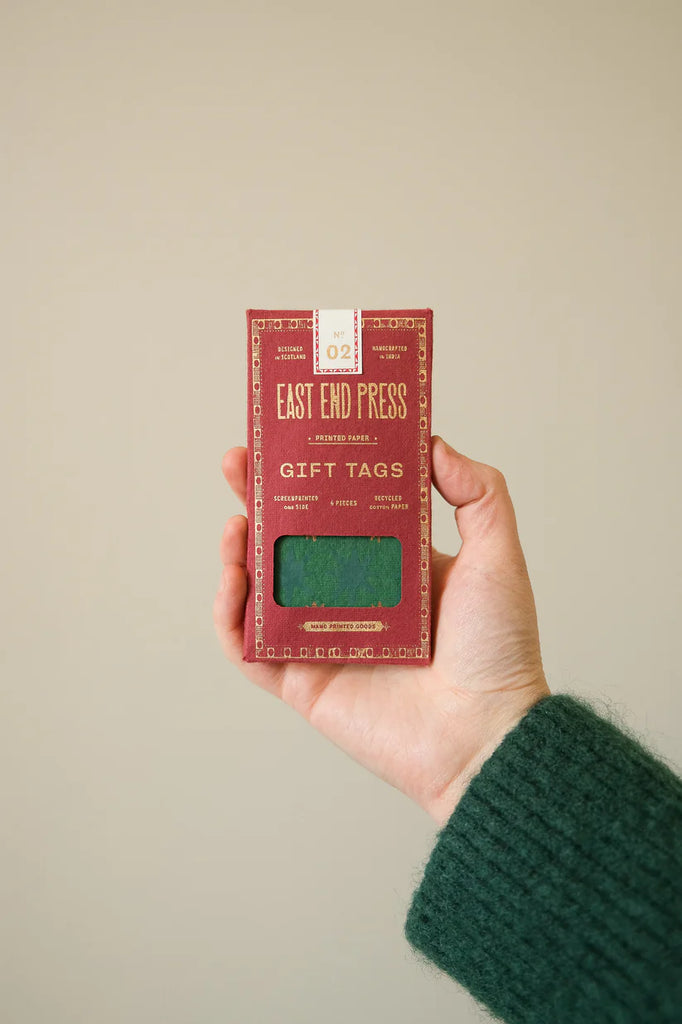 Nº
02
DESIGNED
IN SCOTLAND
HANDCRAFTED
IN INDIA
EAST END PRESS
• PRINTED PAPER •
GIFT TAGS
SCREENPRINTED
ONE SIDE
PIECES
RECYCLED
COTTON PAPER
HAND PRINTED GOODS